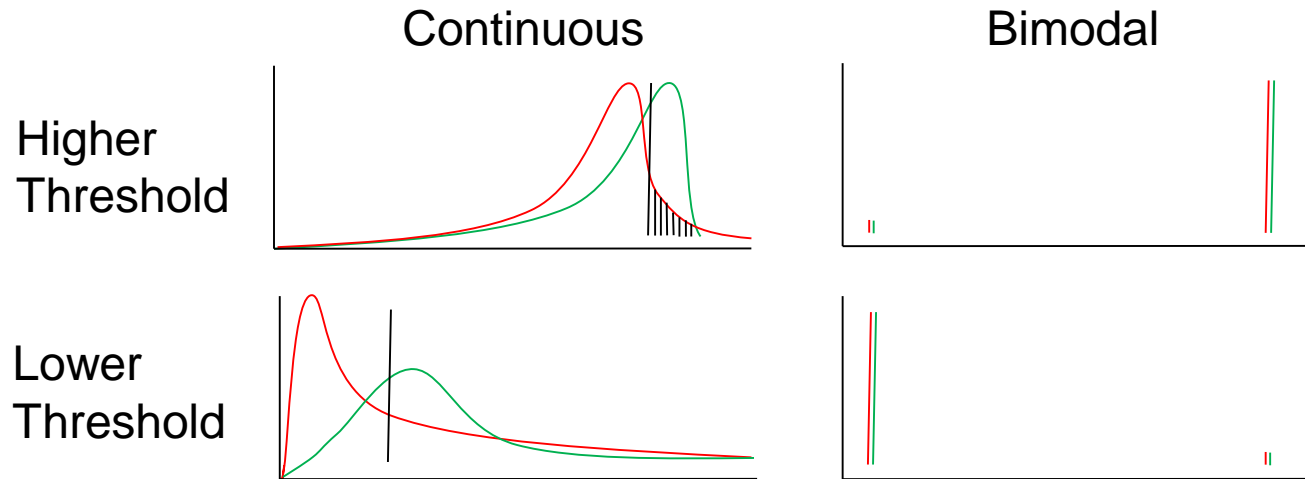 Continuous
Bimodal
Higher
Threshold
Lower
Threshold